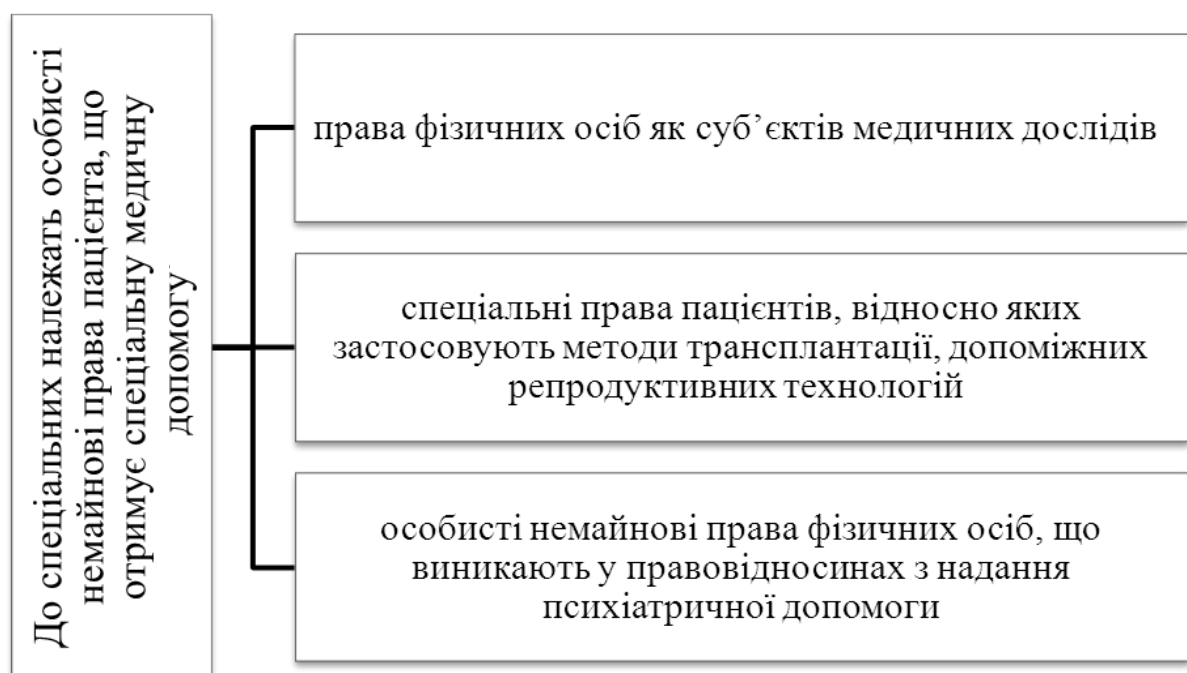 До спеціальних належать особисті
немайнові права пацієнта, що
отримує спеціальну медичну
допомогу
права фізичних осіб як суб’єктів медичних дослідів
спеціальні права пацієнтів, відносно яких
застосовують методи трансплантації, допоміжних
репродуктивних технологій
особисті немайнові права фізичних осіб, що
виникають у правовідносинах з надання
психіатричної допомоги